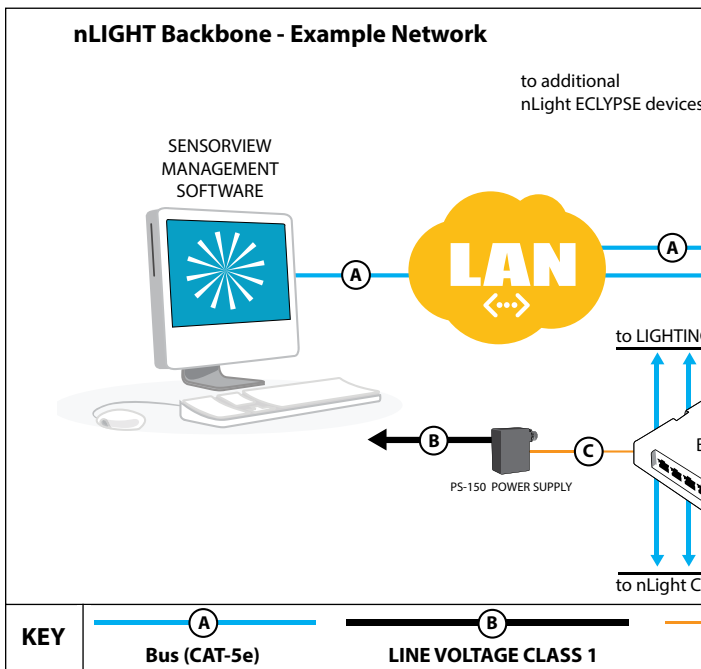 nLIGHT Backbone - Example Network
to additional
nLight ECLYPSE devices
SENSORVIEW
MANAGEMENT
SOFTWARE
LAN
A
A
to LIGHTING
B
C
PS-150 POWER SUPPLY
to nLight C
KEY
A
Bus (CAT-5e)
B
LINE VOLTAGE CLASS 1